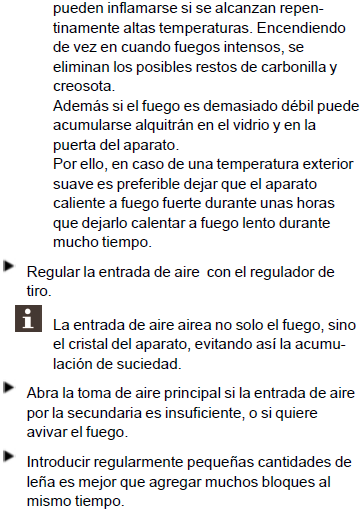 pueden inflamarse si se alcanzan repen-
tinamente altas temperaturas. Encendiendo
de vez en cuando fuegos intensos, se
eliminan los posibles restos de carbonilla y
creosota.
Además si el fuego es demasiado débil puede
acumularse alquitrán en el vidrio y en la
puerta del aparato.
Por ello, en caso de una temperatura exterior
suave es preferible dejar que el aparato
caliente a fuego fuerte durante unas horas
que dejarlo calentar a fuego lento durante
mucho tiempo.
Regular la entrada de aire con el regulador de
tiro.
i La entrada de aire airea no solo el fuego, sino
el cristal del aparato, evitando así la acumu-
lación de suciedad.
Abra la toma de aire principal si la entrada de aire
por la secundaria es insuficiente, o si quiere
avivar el fuego.
Introducir regularmente pequeñas cantidades de
leña es mejor que agregar muchos bloques al
mismo tiempo.